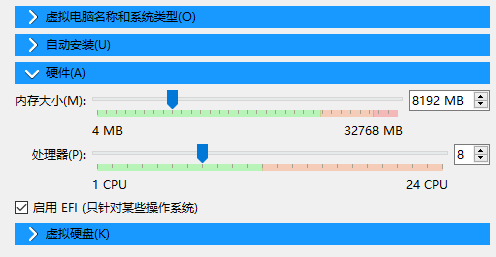 虚拟电脑名称和系统类型(O)
自动安装(U)
硬件(A)
内存大小(M): 8192 MB
4 MB 32768 MB
处理器(P): 8
1 CPU 24 CPU
启用 EFI (只针对某些操作系统)
虚拟硬盘(K)